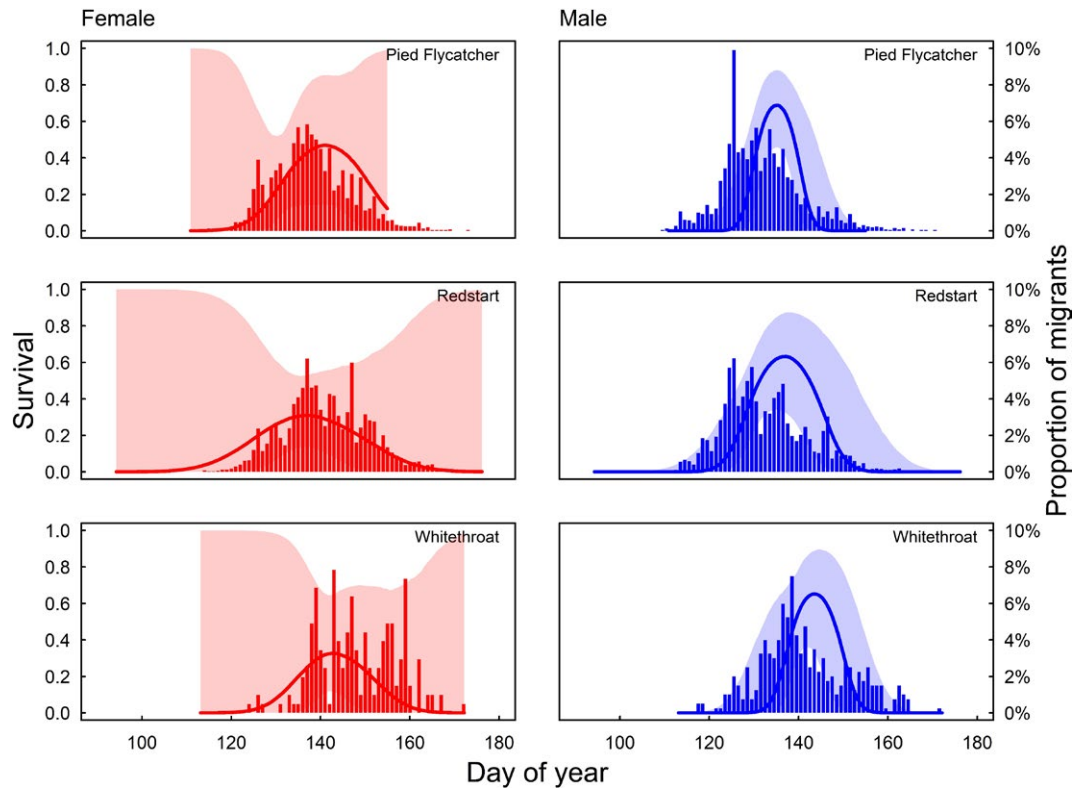 Female
Male
Pied Flycatcher
Pied Flycatcher
1.0
0.8
0.6
0.4
0.2
0.0
10%
8%
6%
4%
2%
0%
Redstart
Redstart
1.0
0.8
0.6
0.4
0.2
0.0
10%
8%
6%
4%
2%
0%
Survival
Proportion of migrants
Whitethroat
Whitethroat
1.0
0.8
0.6
0.4
0.2
0.0
10%
8%
6%
4%
2%
0%
100 120 140 160 180
100 120 140 160 180
Day of year